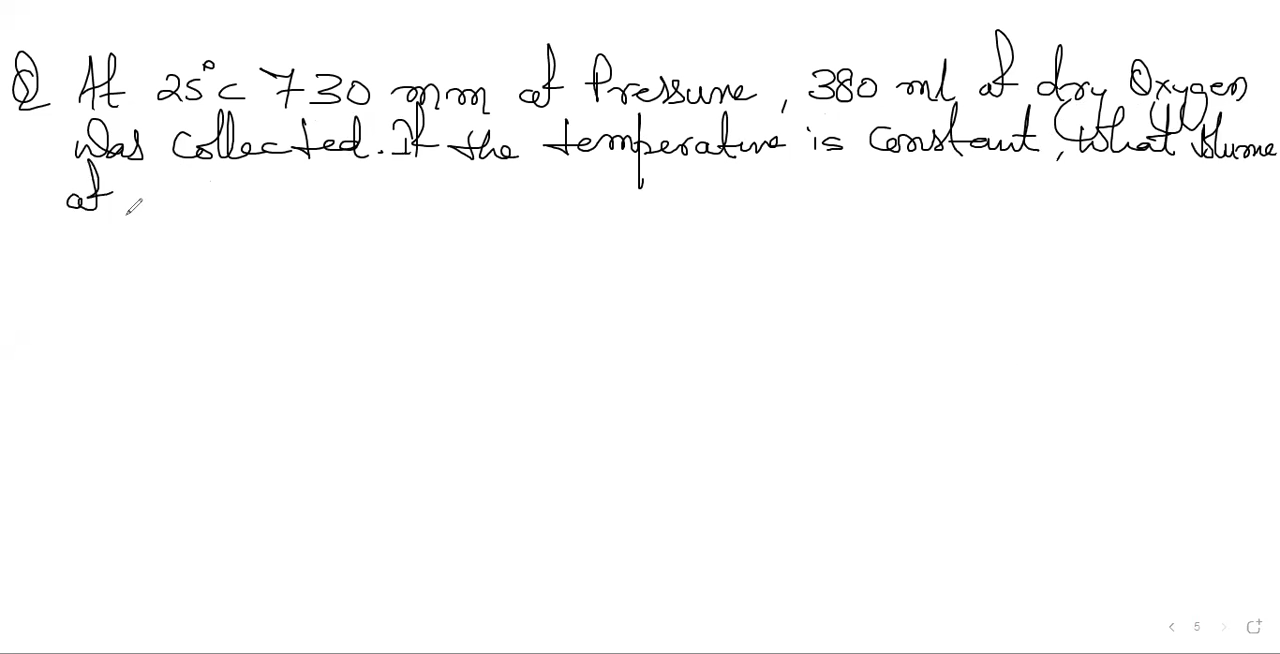 Q At 25°C 730 mm of Pressure, 380 ml of dry Oxygen
was collected. If the temperature is constant, what volume
of
5